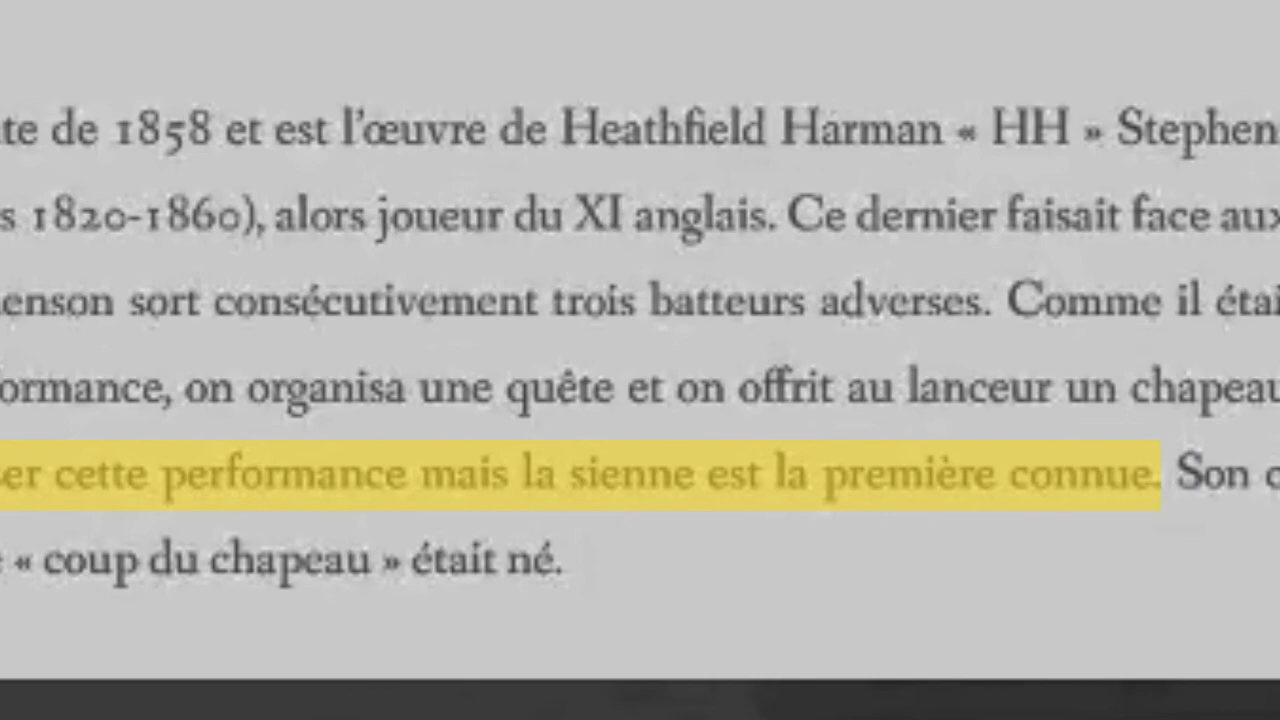 te de 1858 et est l'œuvre de Heathfield Harman « HH » Stephen
s 1820-1860), alors joueur du XI anglais. Ce dernier faisait face aux
enson sort consécutivement trois batteurs adverses. Comme il étai
ormance, on organisa une quête et on offrit au lanceur un chapeau
er cette performance mais la sienne est la première connue. Son
« coup du chapeau » était né.